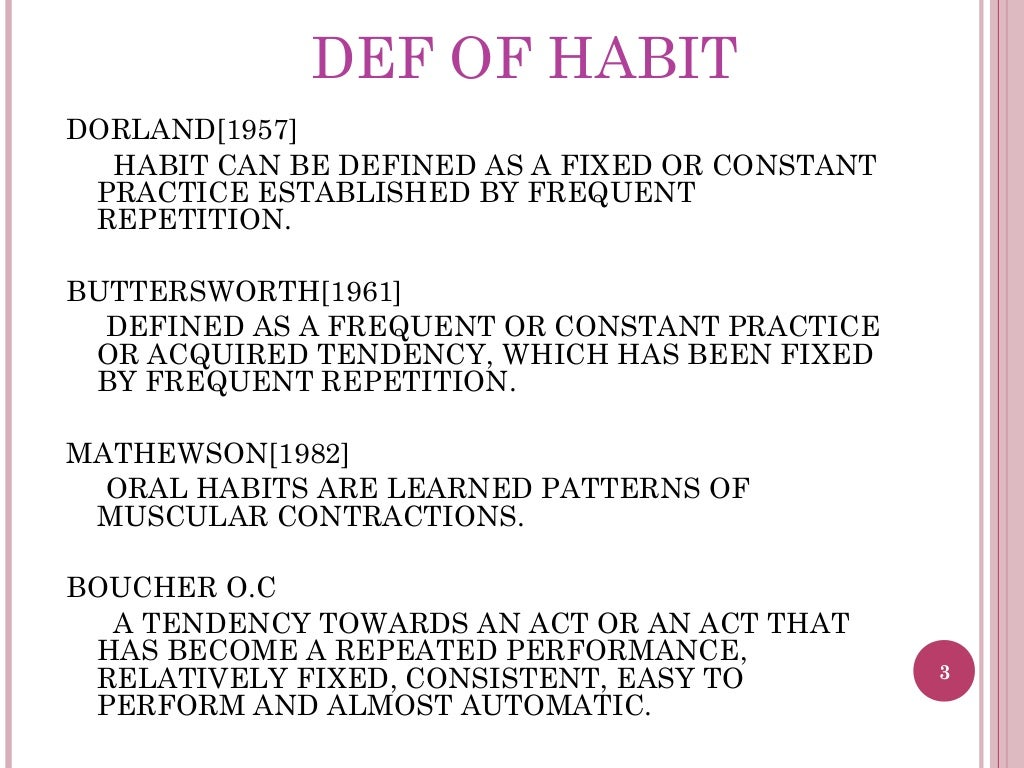 DEF OF HABIT
DORLAND[1957]
HABIT CAN BE DEFINED AS A FIXED OR CONSTANT
PRACTICE ESTABLISHED BY FREQUENT
REPETITION.
BUTTERSWORTH[1961]
DEFINED AS A FREQUENT OR CONSTANT PRACTICE
OR ACQUIRED TENDENCY, WHICH HAS BEEN FIXED
BY FREQUENT REPETITION.
MATHEWSON[1982]
ORAL HABITS ARE LEARNED PATTERNS OF
MUSCULAR CONTRACTIONS.
BOUCHER O.C
A TENDENCY TOWARDS AN ACT OR AN ACT THAT
HAS BECOME A REPEATED PERFORMANCE,
RELATIVELY FIXED, CONSISTENT, EASY TO
PERFORM AND ALMOST AUTOMATIC.
3